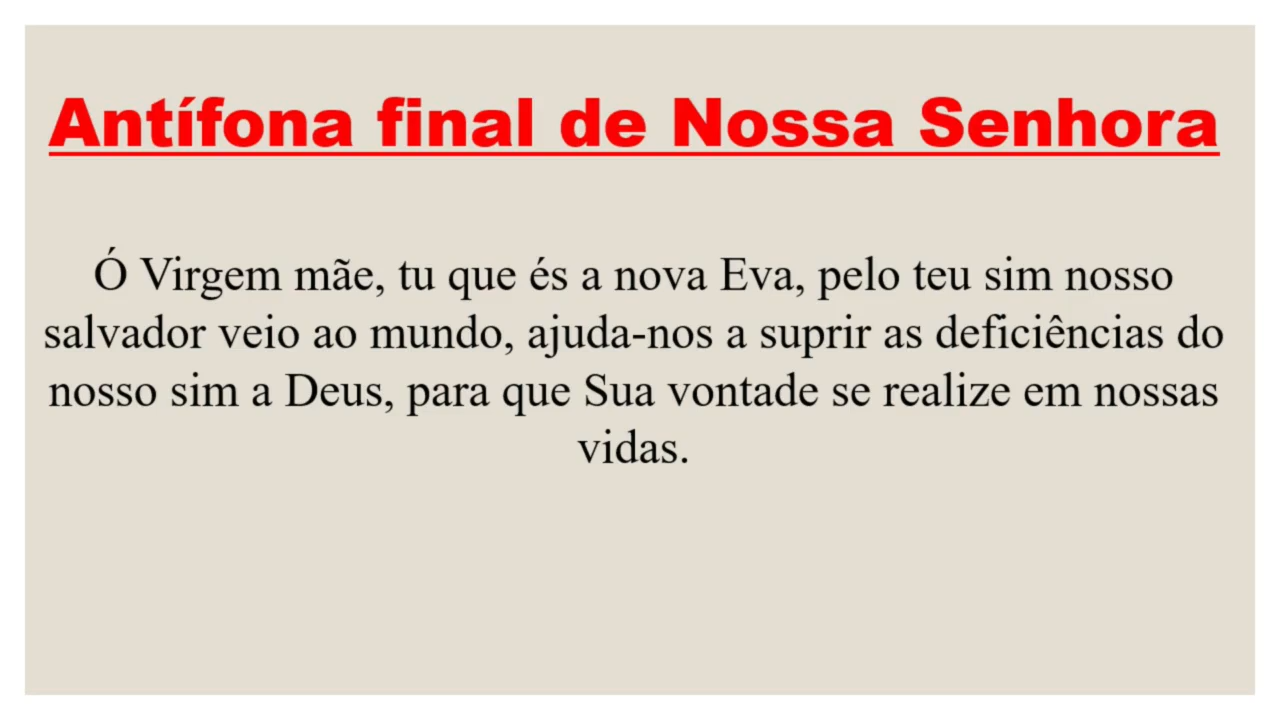 Antífona final de Nossa Senhora
Ó Virgem mãe, tu que és a nova Eva, pelo teu sim nosso
salvador veio ao mundo, ajuda-nos a suprir as deficiências do
nosso sim a Deus, para que Sua vontade se realize em nossas
vidas.